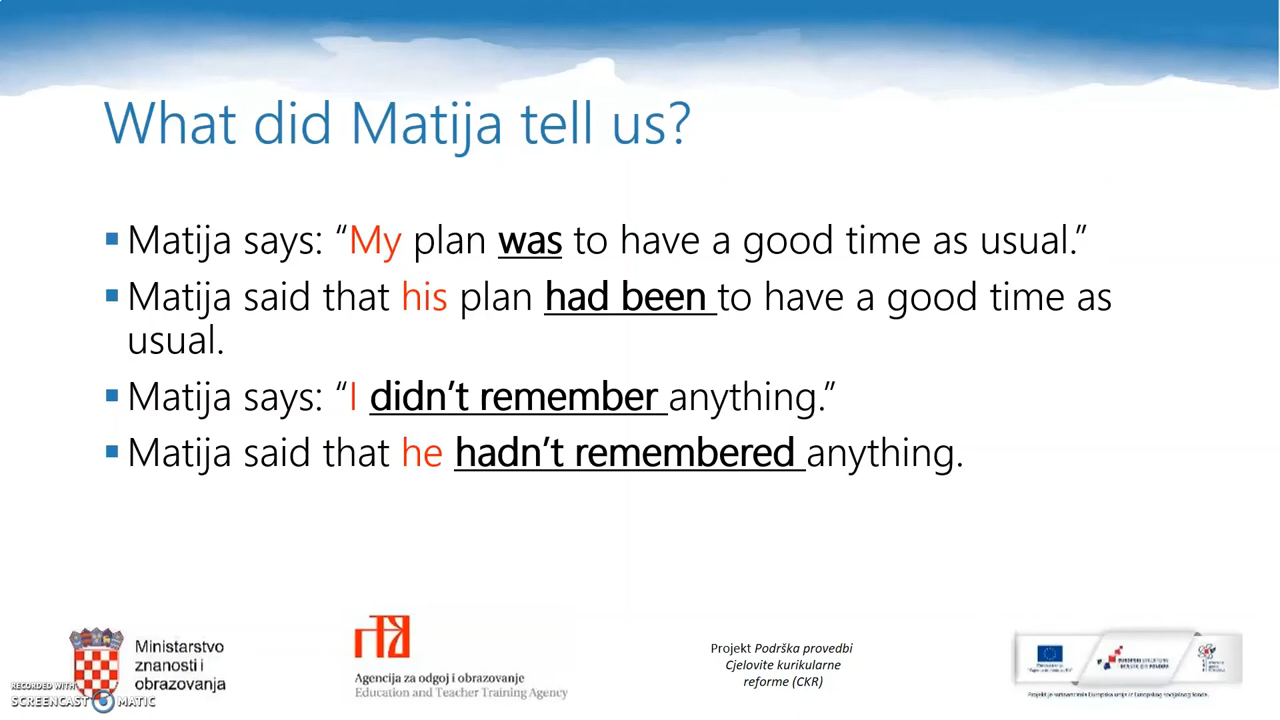 What did Matija tell us?
Matija says: “My plan was to have a good time as usual.”
Matija said that his plan had been to have a good time as
usual.
Matija says: “I didn’t remember anything.”
Matija said that he hadn’t remembered anything.
Ministarstvo
znanosti i
obrazovanja
Agencija za odgoj i obrazovanje
Education and Teacher Training Agency
Projekt Podrška provedbi
Cjelovite kurikularne
reforme (CKR)
RECORDED WITH
SCREENCAST MATIC